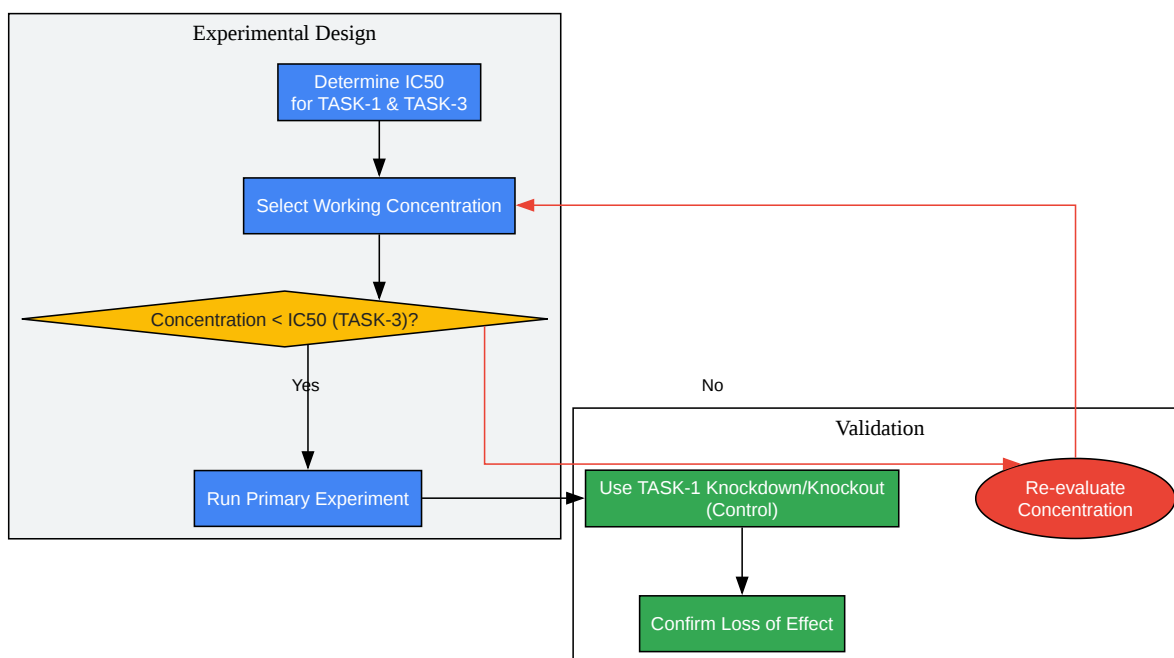 Experimental Design
Determine IC50
for TASK-1 & TASK-3
Select Working Concentration
Concentration < IC50 (TASK-3)?
Yes
No
Run Primary Experiment
Validation
Use TASK-1 Knockdown/Knockout
(Control)
Re-evaluate
Concentration
Confirm Loss of Effect